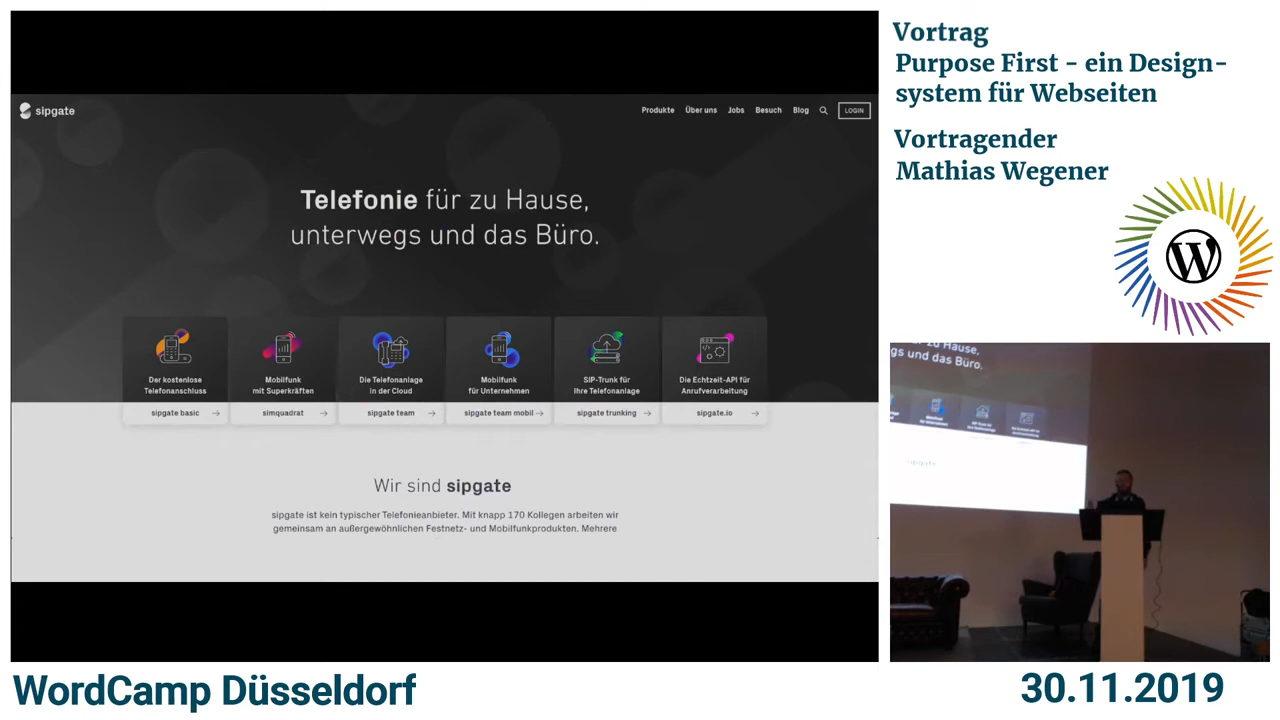 sipgate
Produkte Über uns Jobs Besuch Blog LOGIN
Telefonie für zu Hause,
unterwegs und das Büro.
Der kostenlose
Telefonanschluss
sipgate basic
Mobilfunk
mit Superkräften
simquadrat
Die Telefonanlage
in der Cloud
sipgate team
Mobilfunk
für Unternehmen
sipgate team mobil
SIP-Trunk für
Ihre Telefonanlage
sipgate trunking
Die Echtzeit-API für
Anrufverarbeitung
sipgate.io
Wir sind sipgate
sipgate ist kein typischer Telefonieanbieter. Mit knapp 170 Kollegen arbeiten wir
gemeinsam an außergewöhnlichen Festnetz- und Mobilfunkprodukten. Mehrere
Vortrag
Purpose First - ein Design-
system für Webseiten
Vortragender
Mathias Wegener
W
zu Hause,
gs und das Büro.
WordCamp Düsseldorf
30.11.2019